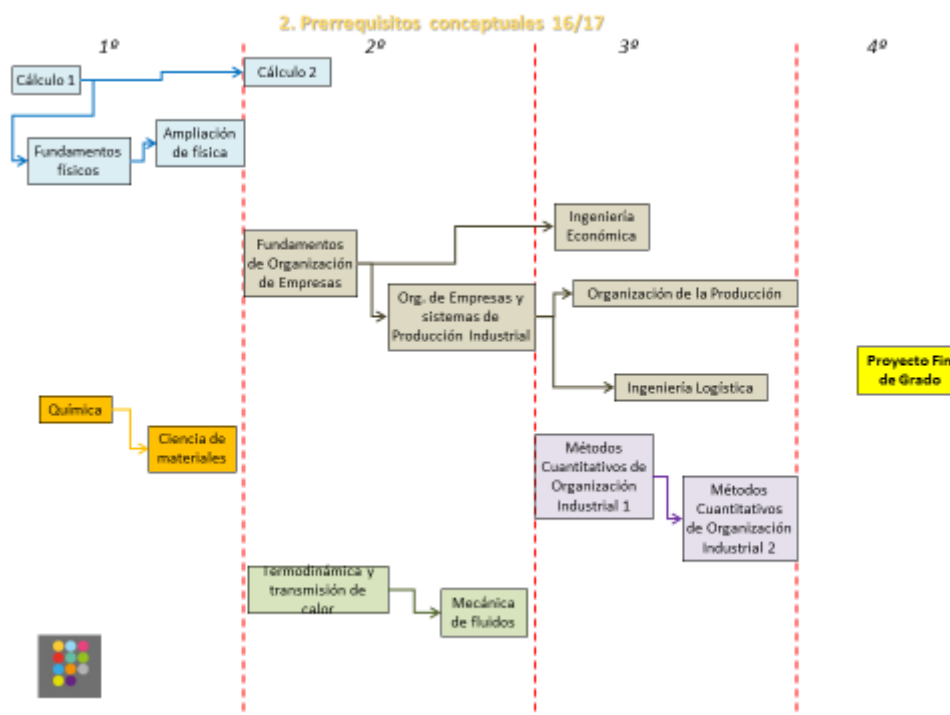 2. Prerrequisitos conceptuales 16/17
1º
2º
3º
4º
Cálculo 1
Cálculo 2
Fundamentos
físicos
Ampliación
de física
Fundamentos
de Organización
de Empresas
Ingeniería
Económica
Org. de Empresas y
sistemas de
Producción Industrial
Organización de la Producción
Ingeniería Logística
Proyecto Fin
de Grado
Química
Ciencia de
materiales
Métodos
Cuantitativos de
Organización
Industrial 1
Métodos
Cuantitativos
de Organización
Industrial 2
Termodinámica y
transmisión de
calor
Mecánica
de fluidos